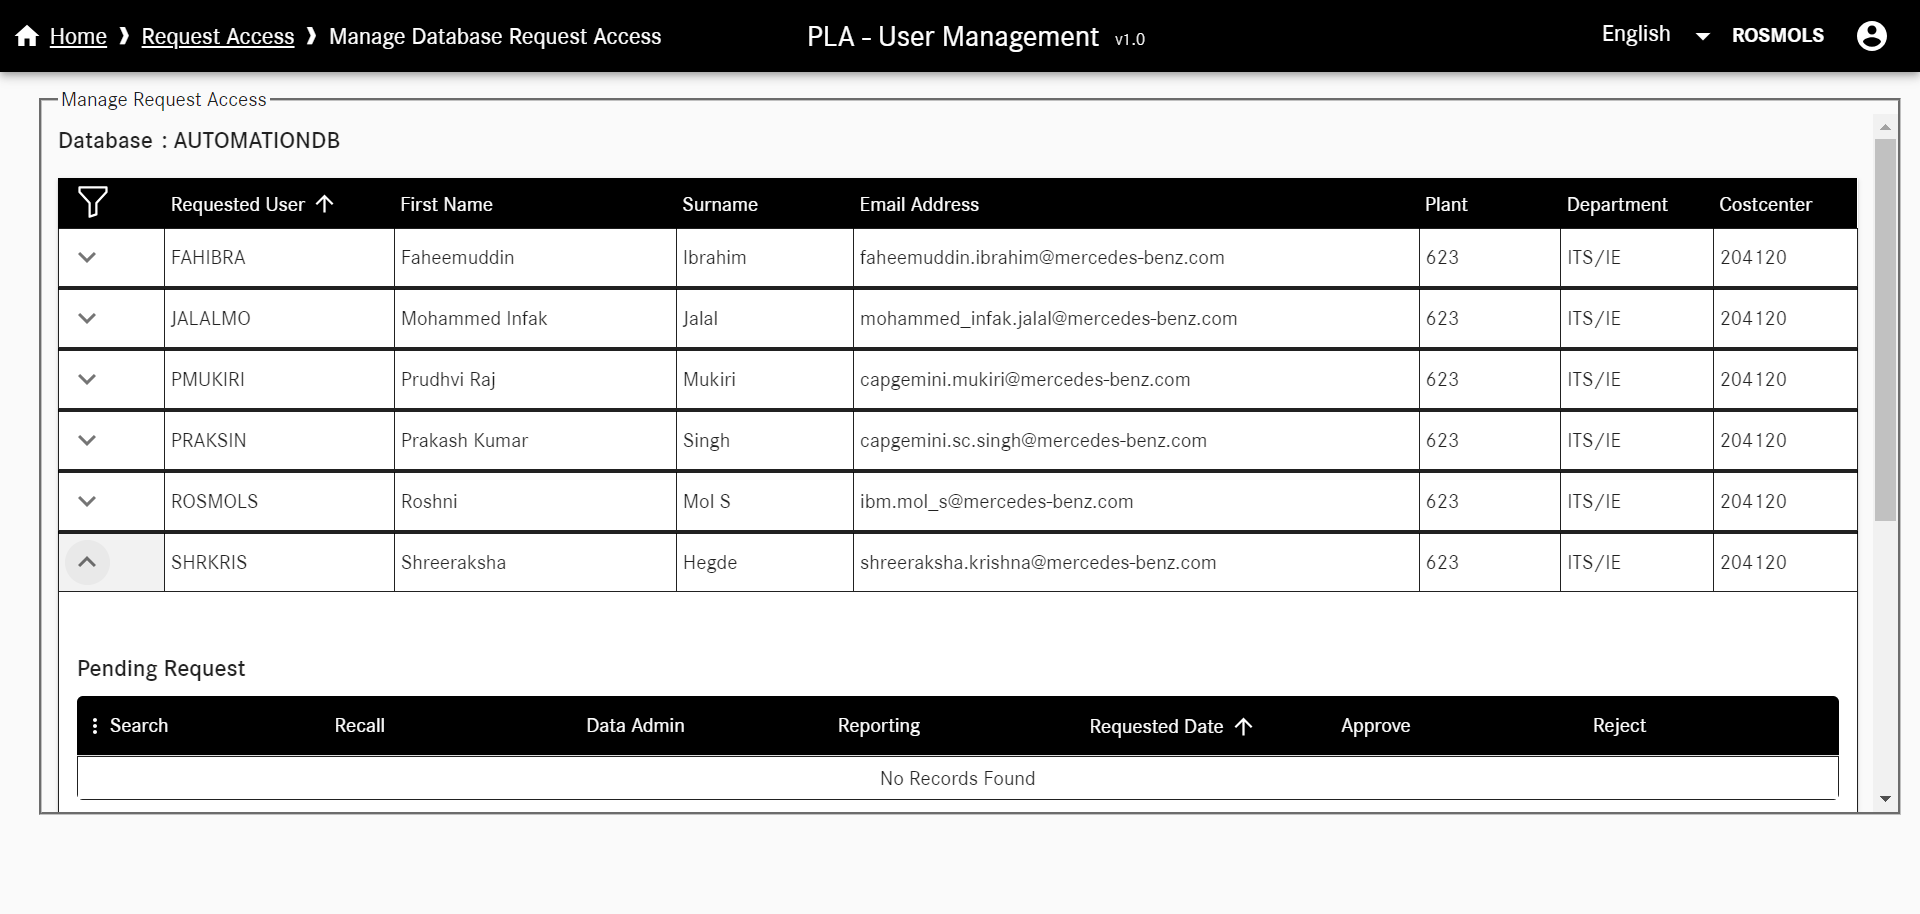 Home ❱ Request Access ❱ Manage Database Request Access PLA - User Management v1.0 English ROSMOLS
Manage Request Access
Database : AUTOMATIONDB
Requested User First Name Surname Email Address Plant Department Costcenter
FAHIBRA Faheemuddin Ibrahim faheemuddin.ibrahim@mercedes-benz.com 623 ITS/IE 204120
JALALMO Mohammed Infak Jalal mohammed_infak.jalal@mercedes-benz.com 623 ITS/IE 204120
PMUKIRI Prudhvi Raj Mukiri capgemini.mukiri@mercedes-benz.com 623 ITS/IE 204120
PRAKSIN Prakash Kumar Singh capgemini.sc.singh@mercedes-benz.com 623 ITS/IE 204120
ROSMOLS Roshni Mol S ibm.mol_s@mercedes-benz.com 623 ITS/IE 204120
SHRKRIS Shreeraksha Hegde shreeraksha.krishna@mercedes-benz.com 623 ITS/IE 204120
Pending Request
Search Recall Data Admin Reporting Requested Date Approve Reject
No Records Found